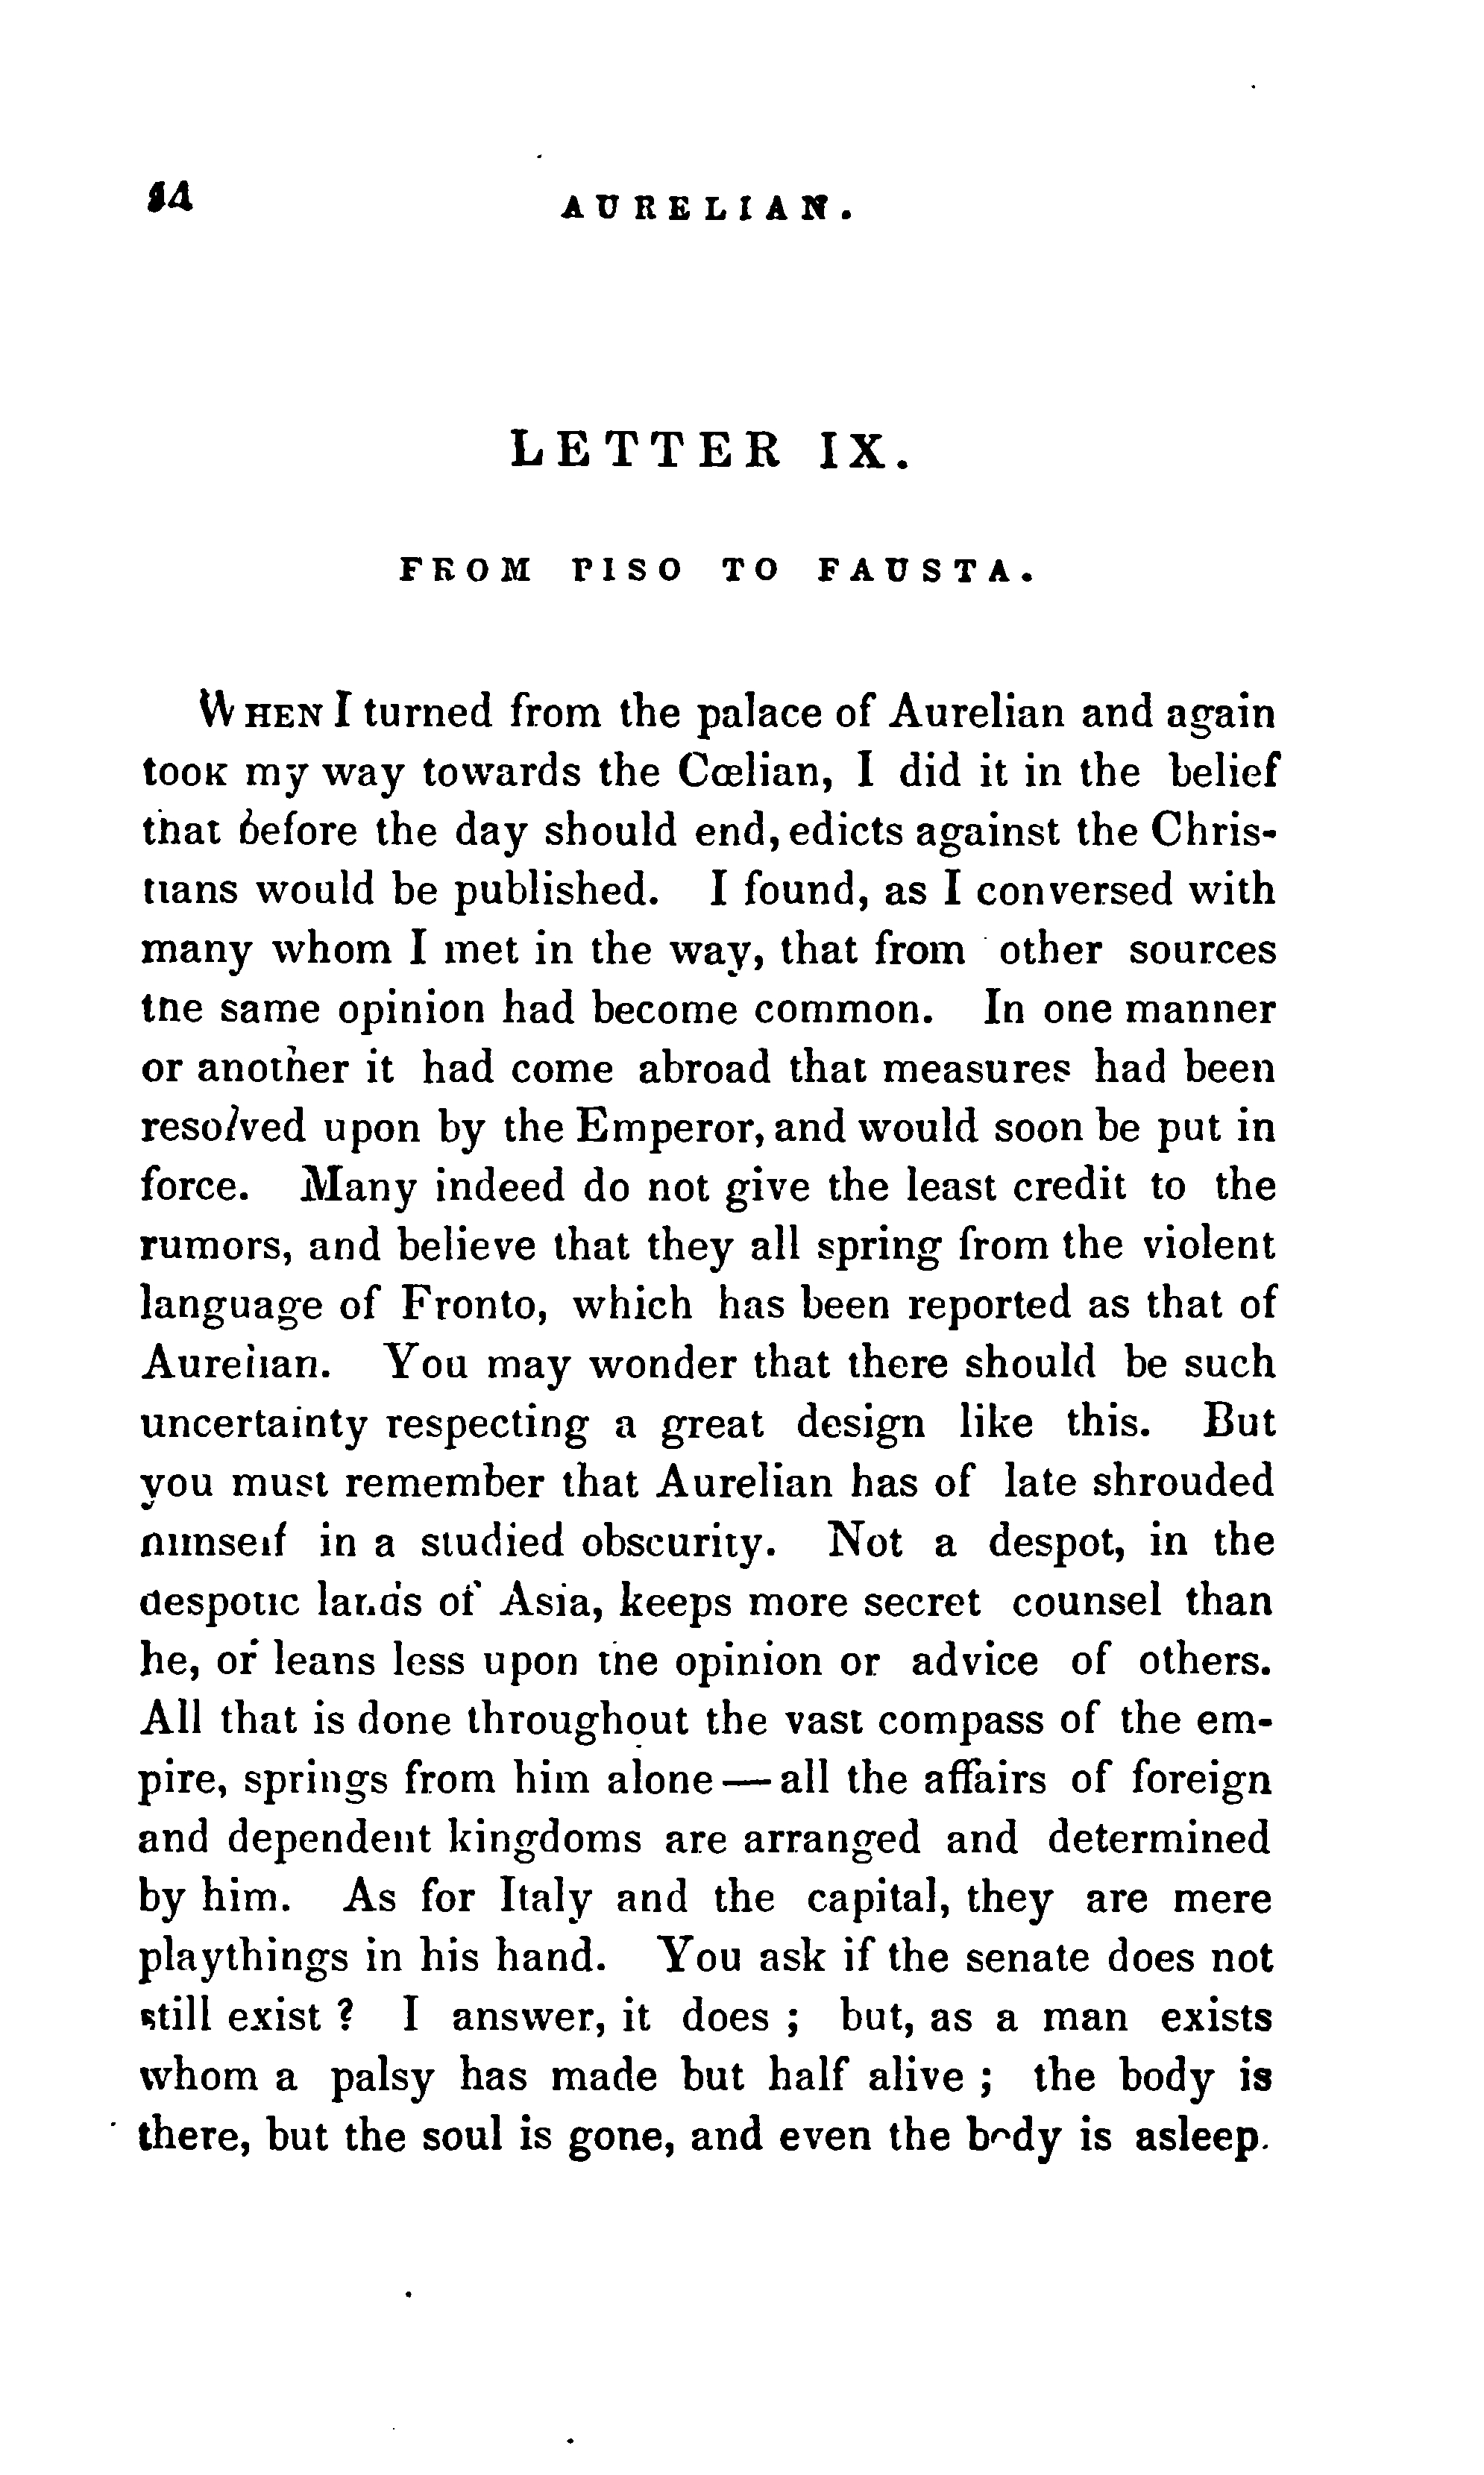 AURELIAN.
LETTER IX.
FROM PISO TO FAUSTA.
WHEN I turned from the palace of Aurelian and again
took my way towards the Cœlian, I did it in the belief
that before the day should end, edicts against the Chris-
tians would be published. I found, as I conversed with
many whom I met in the way, that from other sources
the same opinion had become common. In one manner
or another it had come abroad that measures had been
resolved upon by the Emperor, and would soon be put in
force. Many indeed do not give the least credit to the
rumors, and believe that they all spring from the violent
language of Fronto, which has been reported as that of
Aurelian. You may wonder that there should be such
uncertainty respecting a great design like this. But
you must remember that Aurelian has of late shrouded
himself in a studied obscurity. Not a despot, in the
despotic lands of Asia, keeps more secret counsel than
he, or leans less upon the opinion or advice of others.
All that is done throughout the vast compass of the em-
pire, springs from him alone — all the affairs of foreign
and dependent kingdoms are arranged and determined
by him. As for Italy and the capital, they are mere
playthings in his hand. You ask if the senate does not
still exist ? I answer, it does ; but, as a man exists
whom a palsy has made but half alive ; the body is
there, but the soul is gone, and even the body is asleep.